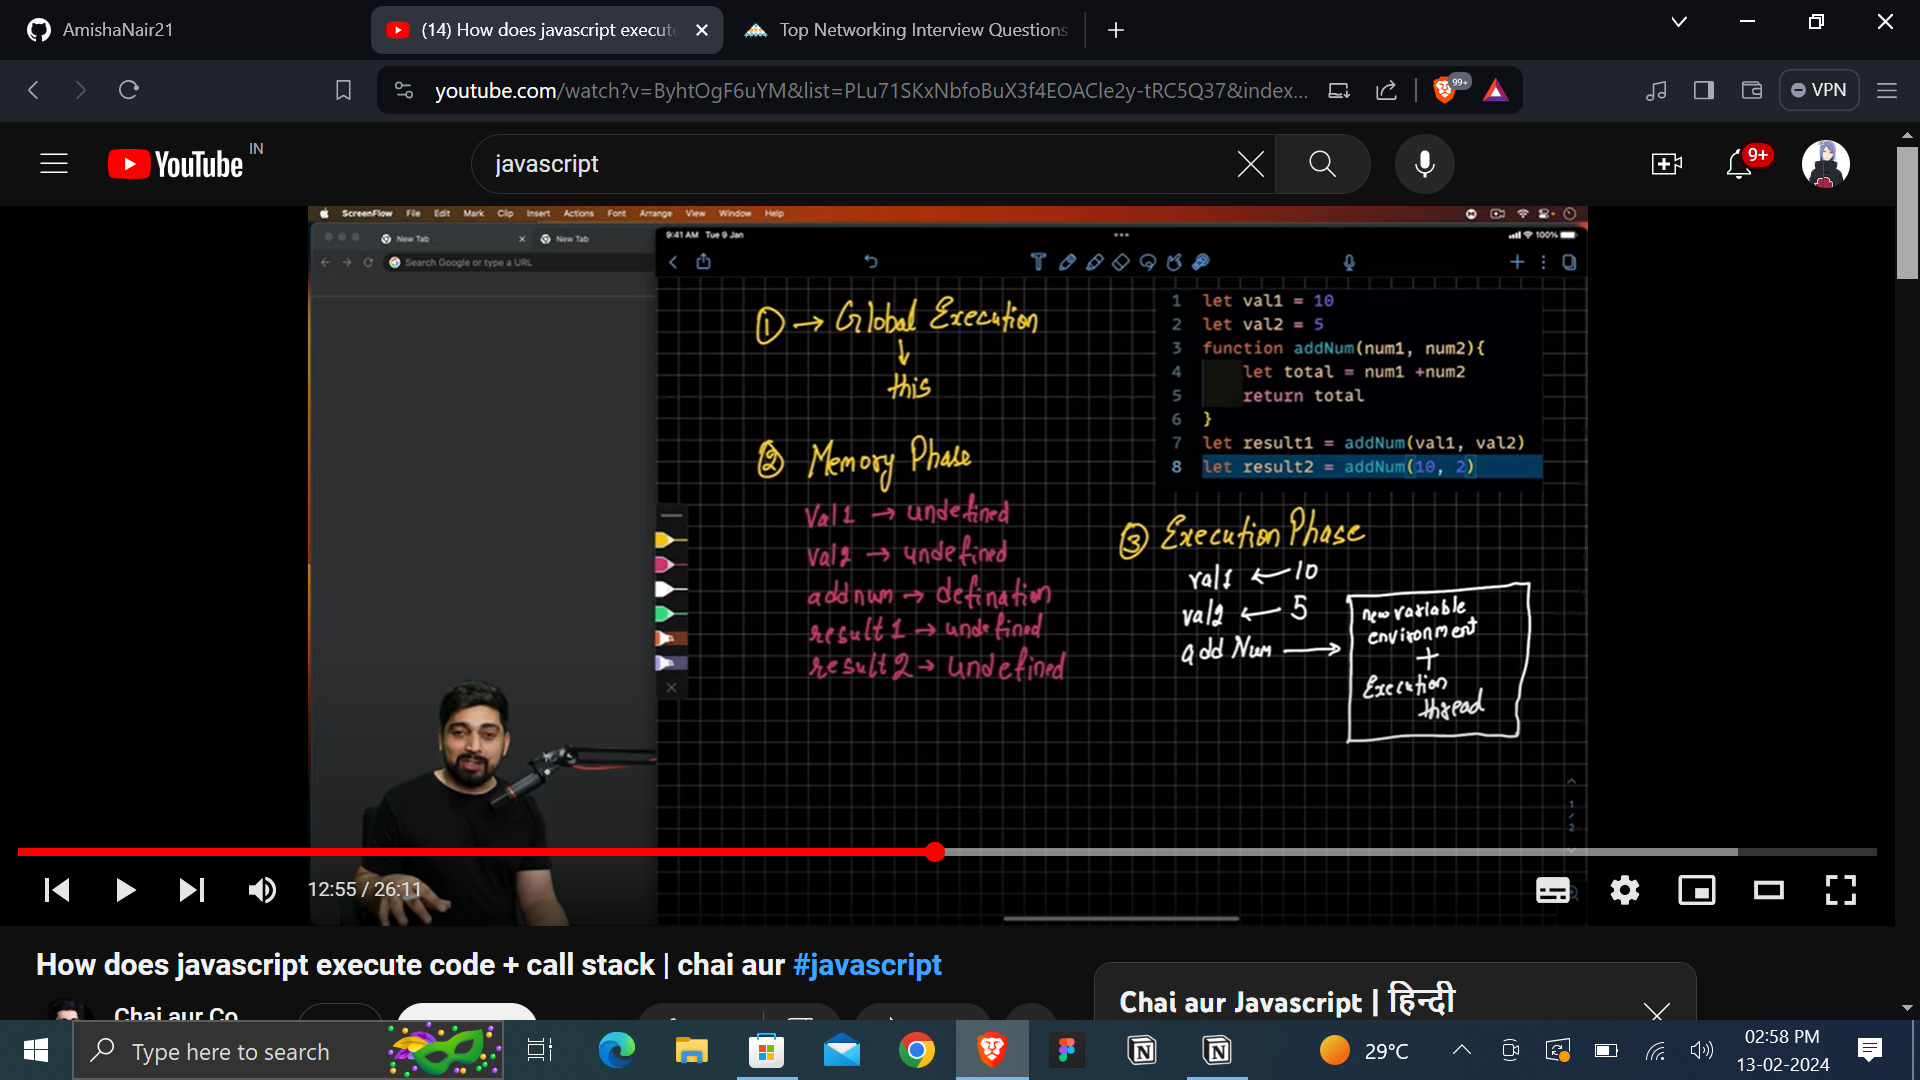 AmishaNair21
(14) How does javascript execut
Top Networking Interview Questions
youtube.com/watch?v=ByhtOgF6uYM&list=PLu71SKxNbfoBuX3f4EOACle2y-tRC5Q37&index...
99+
VPN
YouTube IN
javascript
9+
ScreenFlow File Edit Mark Clip Insert Actions Font Arrange View Window Help
New Tab
New Tab
Search Google or type a URL
9:41 AM Tue 9 Jan
100%
① → Global Execution
↓
this
② Memory Phase
Val1 → undefined
val2 → undefined
addnum → defination
result1 → undefined
result2 → undefined
1 let val1 = 10
2 let val2 = 5
3 function addNum(num1, num2){
4 let total = num1 +num2
5 return total
6 }
7 let result1 = addNum(val1, val2)
8 let result2 = addNum(10, 2)
③ Execution Phase
val1 ← 10
val2 ← 5
add Num →
new variable
environment
+
Execution
thread
1
/
2
12:55 / 26:11
How does javascript execute code + call stack | chai aur #javascript
Chai aur Co
Chai aur Javascript | हिन्दी
Type here to search
29°C
02:58 PM
13-02-2024